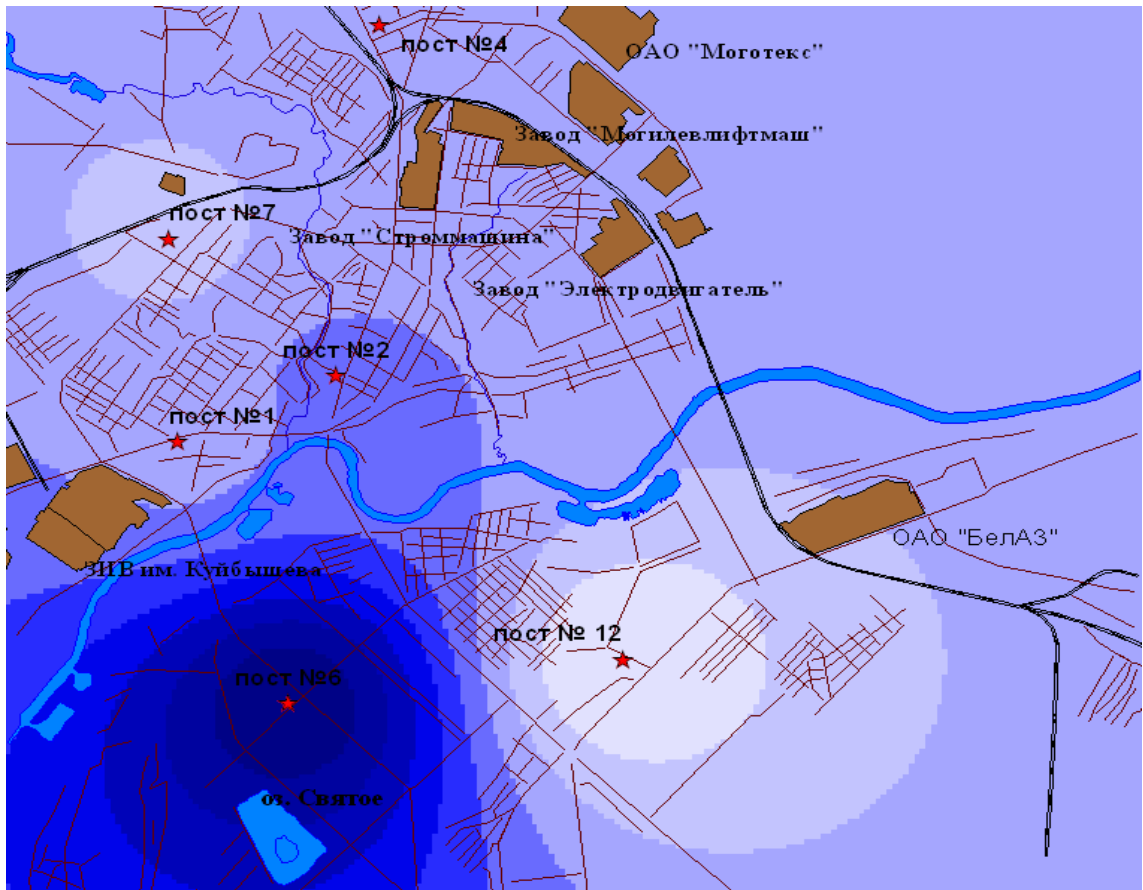 пост №4
ОАО "Моготекс"
Завод "Могилевлифтмаш"
пост №7
Завод "Строммашина"
Завод "Электродвигатель"
пост №2
пост №1
ОАО "БелАЗ"
ЗИВ им. Куйбышева
пост № 12
пост №6
оз. Святое